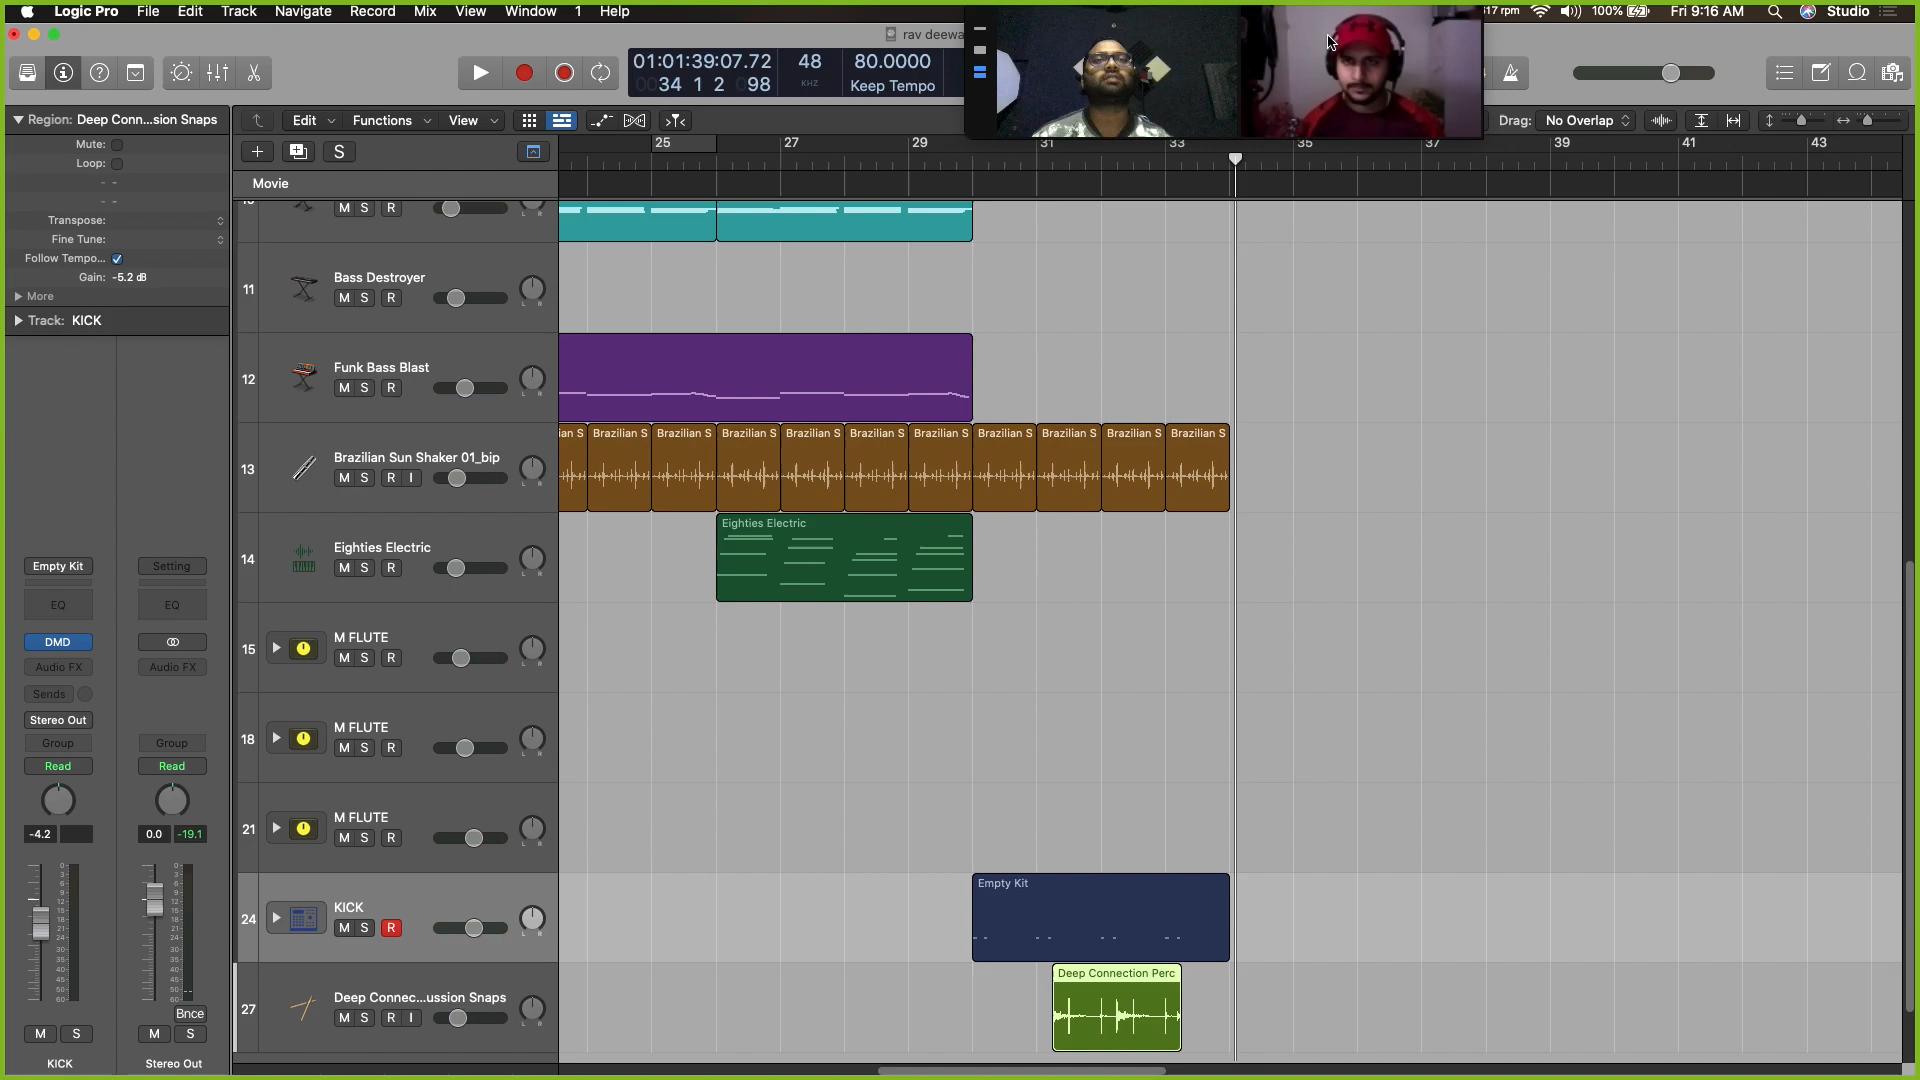 Logic Pro File Edit Track Navigate Record Mix View Window 1 Help
517 rpm 100% Fri 9:16 AM Studio
rav deewa
01:01:39:07.72 48 80.0000
0034 1 2 098 KHZ Keep Tempo
Region: Deep Conn...sion Snaps
Edit Functions View
Drag: No Overlap
Mute:
Loop:
Transpose:
Fine Tune:
Follow Tempo...
Gain: -5.2 dB
More
Track: KICK
S
25 27 29 31 33 35 37 39 41 43
Movie
M S R
11 Bass Destroyer
M S R
12 Funk Bass Blast
M S R
13 Brazilian Sun Shaker 01_bip
M S R I
ian S Brazilian S Brazilian S Brazilian S Brazilian S Brazilian S Brazilian S Brazilian S Brazilian S Brazilian S Brazilian S
14 Eighties Electric
M S R
Eighties Electric
15 M FLUTE
M S R
18 M FLUTE
M S R
21 M FLUTE
M S R
24 KICK
M S R
Empty Kit
27 Deep Connec...ussion Snaps
M S R I
Deep Connection Perc
Empty Kit Setting
EQ EQ
DMD
Audio FX Audio FX
Sends
Stereo Out
Group Group
Read Read
-4.2 0.0 -19.1
Bnce
M S M S
KICK Stereo Out